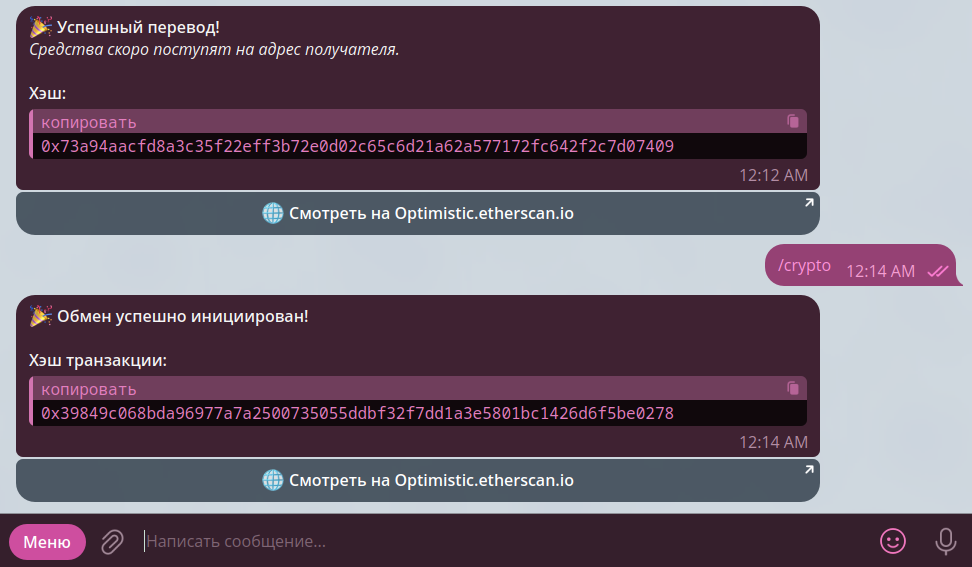 🎉 Успешный перевод!
Средства скоро поступят на адрес получателя.
Хэш:
копировать
0x73a94aacfd8a3c35f22eff3b72e0d02c65c6d21a62a577172fc642f2c7d07409
12:12 AM
🌐 Смотреть на Optimistic.etherscan.io
/crypto 12:14 AM
🎉 Обмен успешно инициирован!
Хэш транзакции:
копировать
0x39849c068bda96977a7a2500735055ddbf32f7dd1a3e5801bc1426d6f5be0278
12:14 AM
🌐 Смотреть на Optimistic.etherscan.io
Меню Написать сообщение...